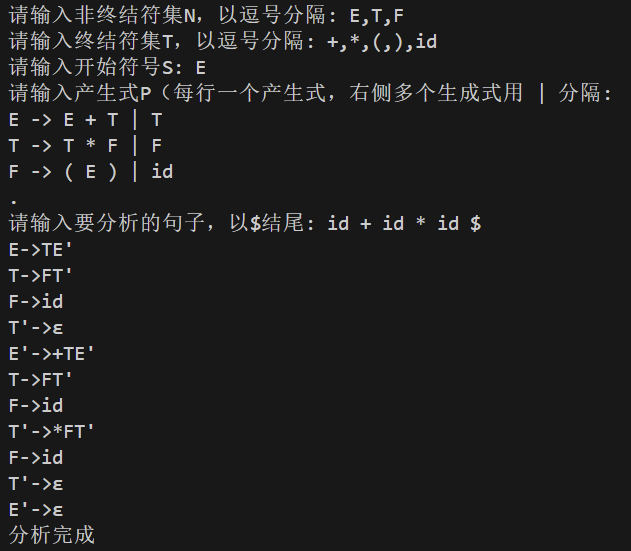 请输入非终结符集N，以逗号分隔: E,T,F
请输入终结符集T，以逗号分隔: +,*,(,),id
请输入开始符号S: E
请输入产生式P（每行一个产生式，右侧多个生成式用 | 分隔:
E -> E + T | T
T -> T * F | F
F -> ( E ) | id
.
请输入要分析的句子，以$结尾: id + id * id $
E->TE'
T->FT'
F->id
T'->ε
E'->+TE'
T->FT'
F->id
T'->*FT'
F->id
T'->ε
E'->ε
分析完成